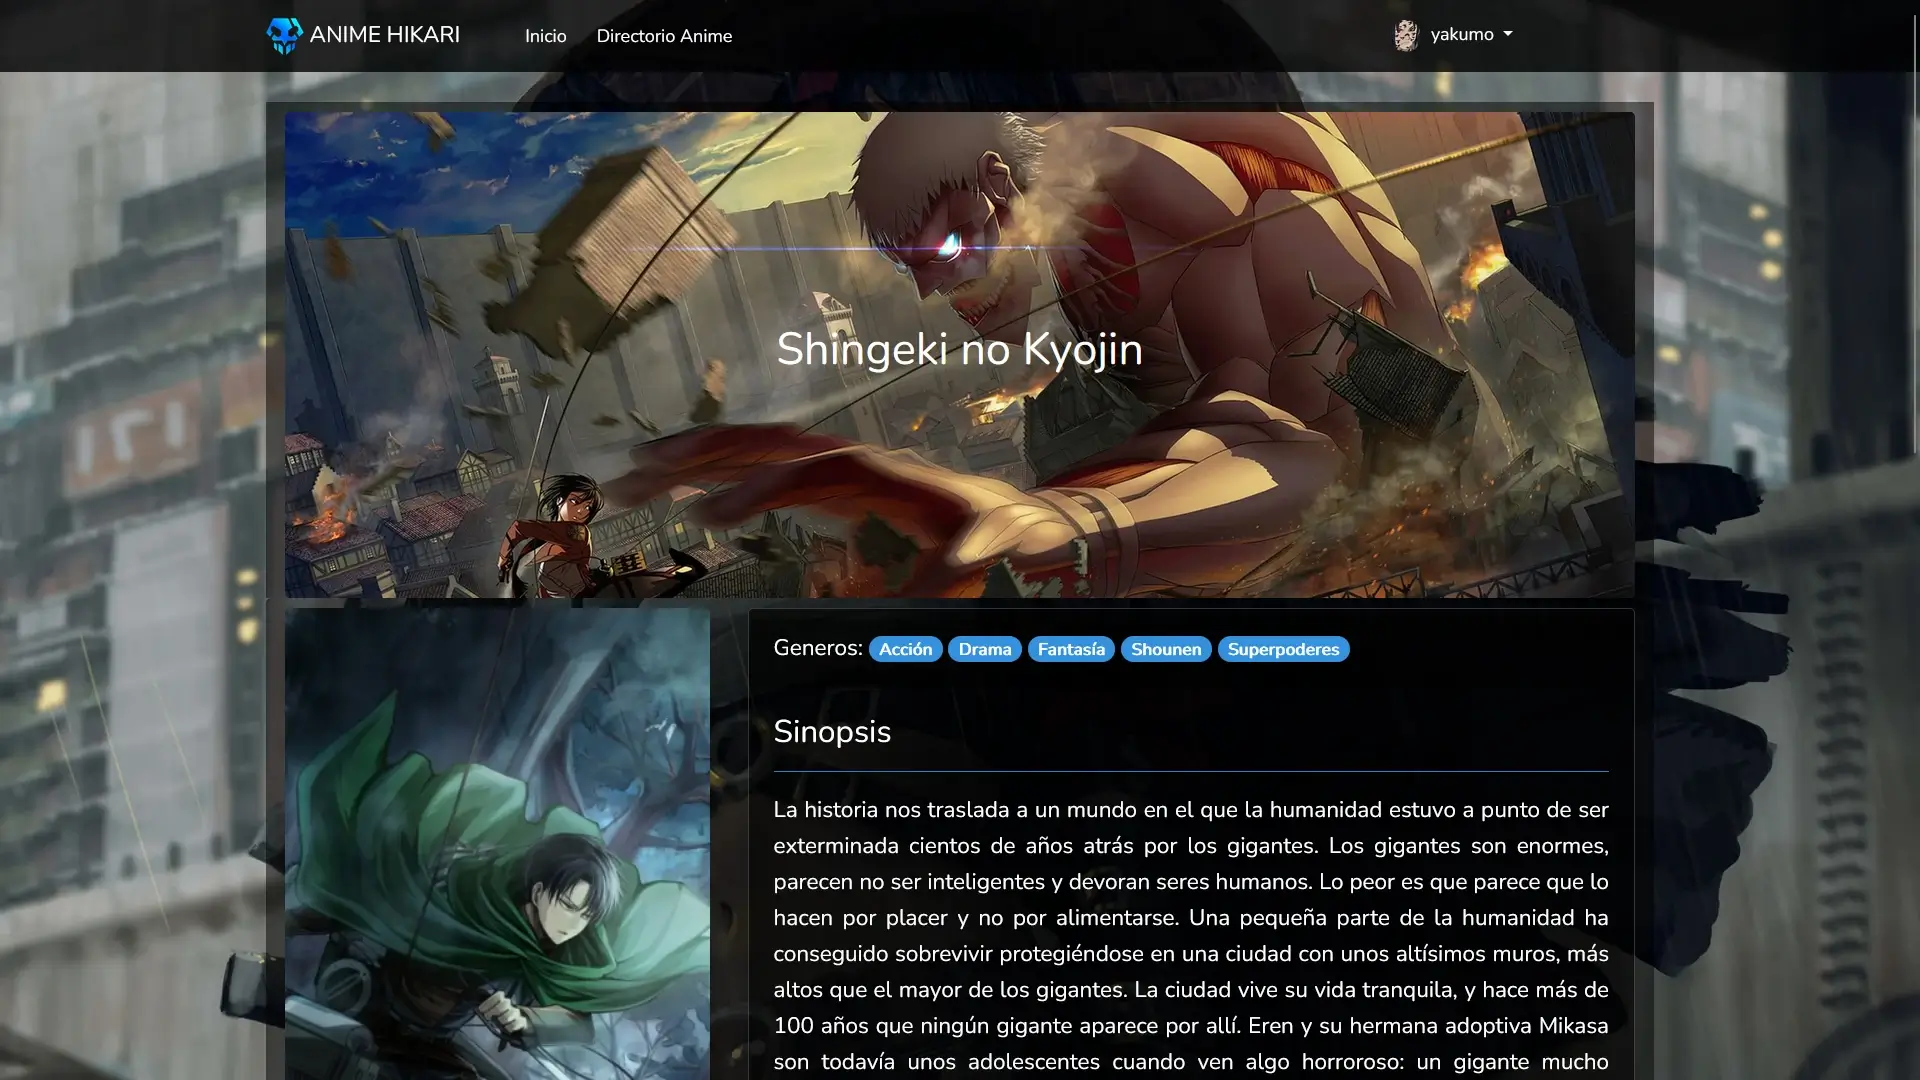 ANIME HIKARI
Inicio
Directorio Anime
yakumo
Shingeki no Kyojin
Generos: Acción Drama Fantasía Shounen Superpoderes
Sinopsis
La historia nos traslada a un mundo en el que la humanidad estuvo a punto de ser
exterminada cientos de años atrás por los gigantes. Los gigantes son enormes,
parecen no ser inteligentes y devoran seres humanos. Lo peor es que parece que lo
hacen por placer y no por alimentarse. Una pequeña parte de la humanidad ha
conseguido sobrevivir protegiéndose en una ciudad con unos altísimos muros, más
altos que el mayor de los gigantes. La ciudad vive su vida tranquila, y hace más de
100 años que ningún gigante aparece por allí. Eren y su hermana adoptiva Mikasa
son todavía unos adolescentes cuando ven algo horroroso: un gigante mucho